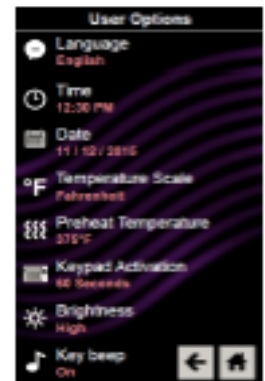 User Options
Language
English
Time
12:30 PM
Date
11 / 12 / 2015
°F Temperature Scale
Fahrenheit
Preheat Temperature
375°F
Keypad Activation
60 Seconds
Brightness
High
Key beep
On